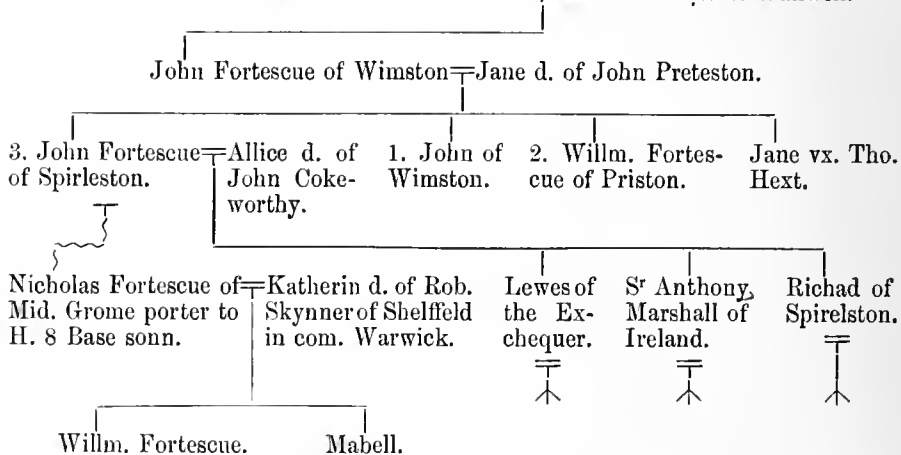 John Fortescue of Wimston Jane d. of John Preteston.
3. John Fortescue Allice d. of 1. John of 2. Willm. Fortes- Jane vx. Tho.
of Spirleston. John Coke- Wimston. cue of Priston. Hext.
worthy.
Nicholas Fortescue of Katherin d. of Rob. Lewes of Sr Anthony, Richad of
Mid. Grome porter to Skynner of Shelffeld the Ex- Marshall of Spirelston.
H. 8 Base sonn. in com. Warwick. chequer. Ireland.
Willm. Fortescue. Mabell.